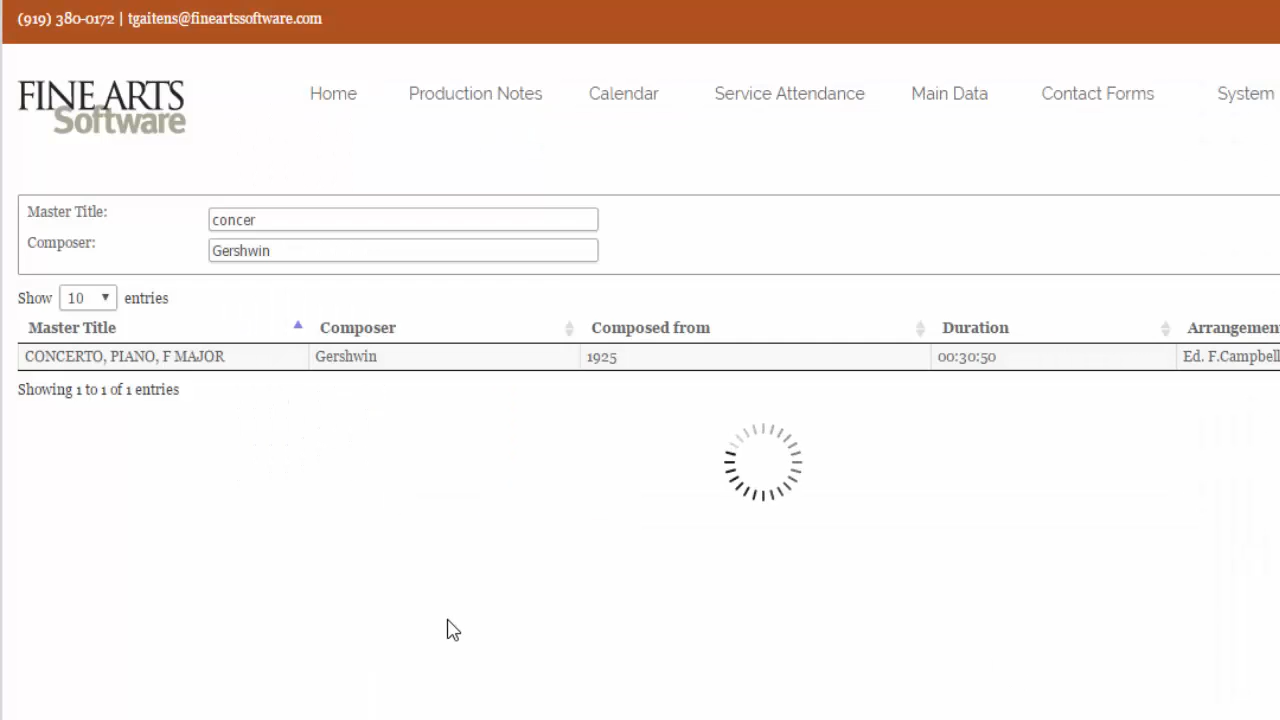 (919) 380-0172 | tgaitens@fineartssoftware.com
FINE ARTS
Software
Home Production Notes Calendar Service Attendance Main Data Contact Forms System
Master Title: concer
Composer: Gershwin
Show 10 entries
Master Title Composer Composed from Duration Arrangemen
CONCERTO, PIANO, F MAJOR Gershwin 1925 00:30:50 Ed. F.Campbell
Showing 1 to 1 of 1 entries